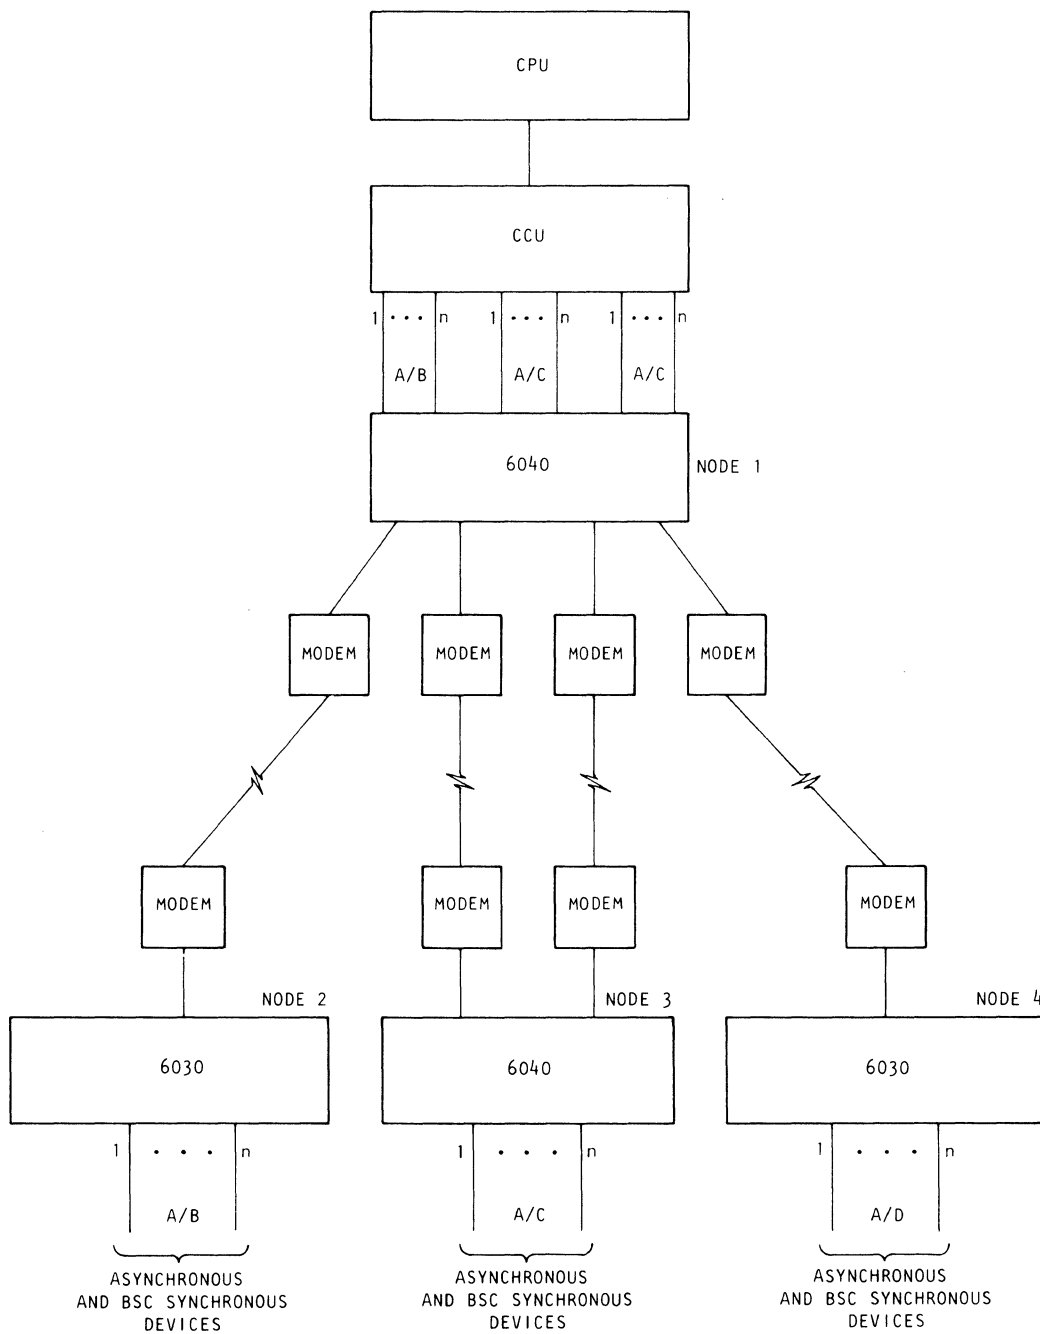 CPU
CCU
1 ... n 1 ... n 1 ... n
A/B A/C A/C
6040 NODE 1
MODEM MODEM MODEM MODEM
MODEM MODEM MODEM MODEM
NODE 2 NODE 3 NODE 4
6030 6040 6030
1 .... n 1 .... n 1 .... n
A/B A/C A/D
ASYNCHRONOUS
AND BSC SYNCHRONOUS
DEVICES
ASYNCHRONOUS
AND BSC SYNCHRONOUS
DEVICES
ASYNCHRONOUS
AND BSC SYNCHRONOUS
DEVICES